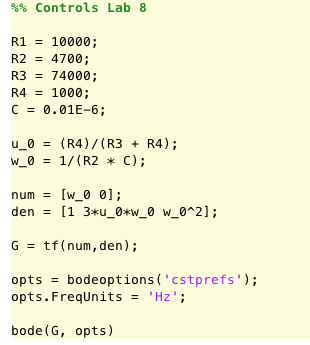 %% Controls Lab 8
R1 = 10000;
R2 = 4700;
R3 = 74000;
R4 = 1000;
C = 0.01E-6;
u_0 = (R4)/(R3 + R4);
w_0 = 1/(R2 * C);
num = [w_0 0];
den = [1 3*u_0*w_0 w_0^2];
G = tf(num,den);
opts = bodeoptions('cstprefs');
opts.FreqUnits = 'Hz';
bode(G, opts)